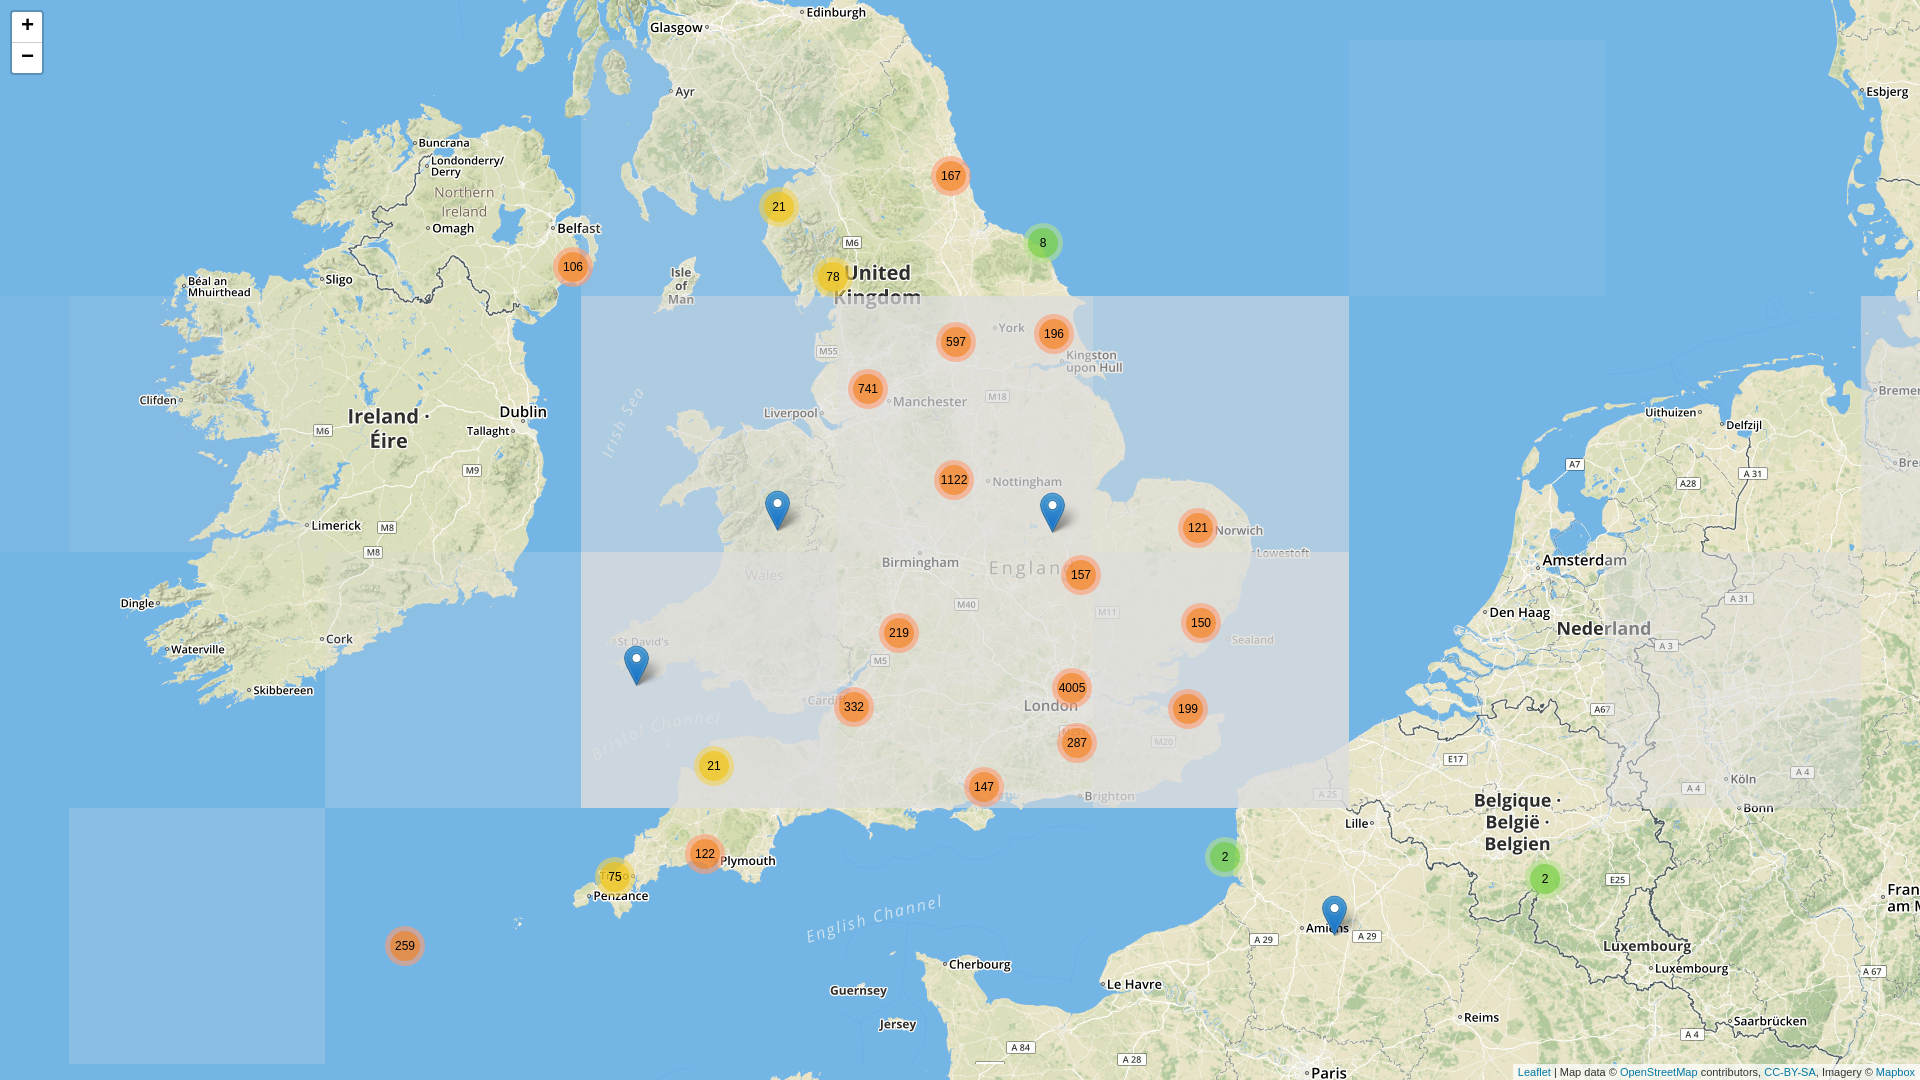 +
−
Edinburgh
Glasgow
Ayr
Esbjerg
Buncrana
Londonderry/
Derry
Northern
Ireland
Omagh
Belfast
167
21
M6
8
106
78
United
Kingdom
Isle
of
Man
Sligo
Béal an
Mhuirthead
York
196
597
M55
Kingston
upon Hull
741
Manchester
M18
Liverpool
Irish Sea
Clifden
Ireland ·
Éire
Dublin
Tallaght
M6
M9
Uithuizen
Delfzijl
A7
A 31
A28
1122
Nottingham
Limerick
M8
M8
121
Norwich
Lowestoft
Birmingham
England
157
Wales
M40
M11
Amsterdam
Den Haag
Nederland
A 31
A 3
Dingle
Cork
Waterville
Skibbereen
St David's
219
M5
150
Sealand
4005
London
199
Cardiff
332
287
M20
A67
Bristol Channel
21
147
Brighton
A 25
E17
Köln
A 4
A 4
Bonn
Belgique ·
België ·
Belgien
Lille
122
Plymouth
75
Penzance
2
2
E25
259
English Channel
Amiens
A 29
A 29
Luxembourg
Luxembourg
A 67
Cherbourg
Le Havre
Guernsey
Jersey
Reims
Saarbrücken
A 84
A 28
A 4
Paris
Leaflet | Map data © OpenStreetMap contributors, CC-BY-SA, Imagery © Mapbox